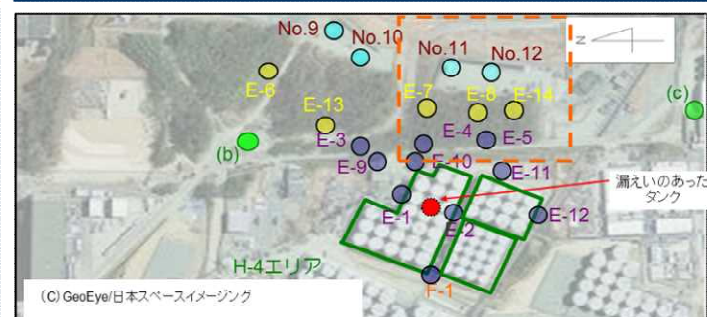 No.9
No.10
No.11
No.12
N
E-6
E-7
E-8
E-14
(c)
E-13
(b)
E-3
E-4
E-5
E-9
E-10
E-11
漏えいのあった
タンク
E-1
E-2
E-12
H-4エリア
F-1
(C) GeoEye/日本スペースイメージング